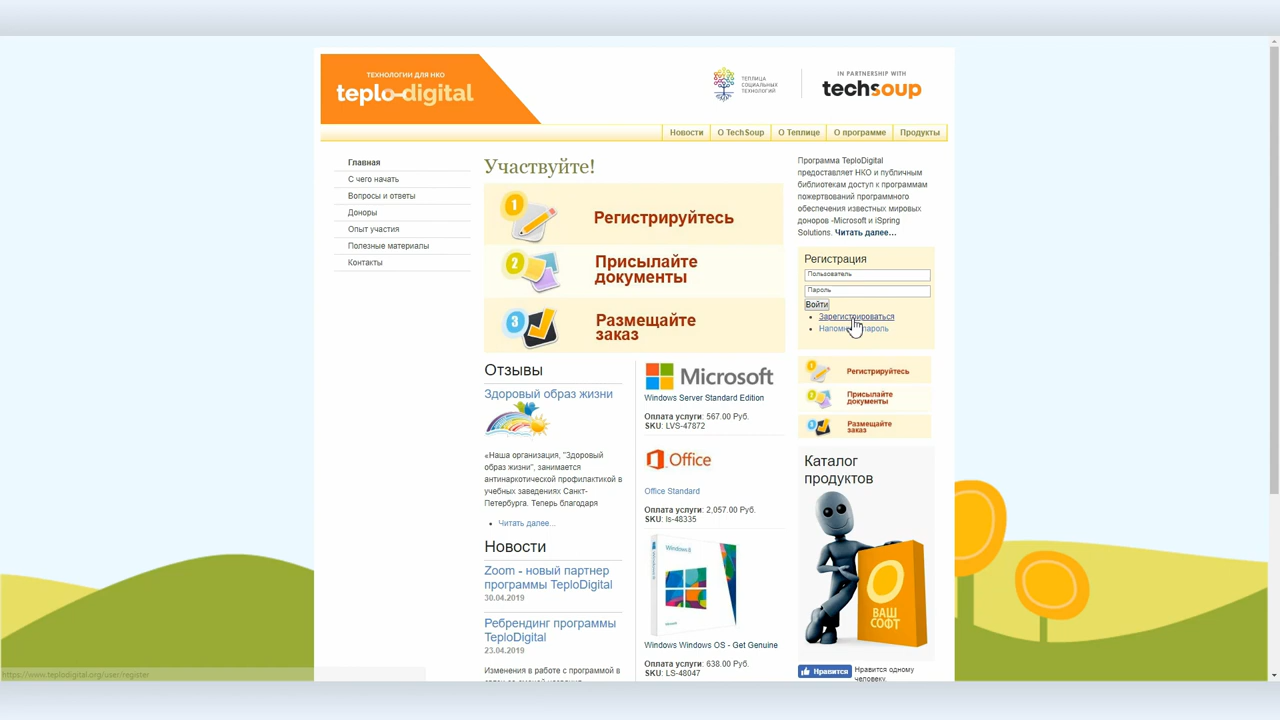 ТЕХНОЛОГИИ ДЛЯ НКО
teplo-digital
ТЕПЛИЦА
СОЦИАЛЬНЫХ
ТЕХНОЛОГИЙ
IN PARTNERSHIP WITH
techsoup
Новости
О TechSoup
О Теплице
О программе
Продукты
Главная
С чего начать
Вопросы и ответы
Доноры
Опыт участия
Полезные материалы
Контакты
Участвуйте!
1
Регистрируйтесь
2
Присылайте
документы
3
Размещайте
заказ
Отзывы
Здоровый образ жизни
«Наша организация, "Здоровый
образ жизни", занимается
антинаркотической профилактикой в
учебных заведениях Санкт-
Петербурга. Теперь благодаря
Читать далее...
Новости
Zoom - новый партнер
программы TeploDigital
30.04.2019
Ребрендинг программы
TeploDigital
23.04.2019
Изменения в работе с программой в
Microsoft
Windows Server Standard Edition
Оплата услуги: 567.00 Руб.
SKU: LVS-47872
Office
Office Standard
Оплата услуги: 2,057.00 Руб.
SKU: ls-48335
Windows 8
Windows Windows OS - Get Genuine
Оплата услуги: 638.00 Руб.
SKU: LS-48047
Программа TeploDigital
предоставляет НКО и публичным
библиотекам доступ к программам
пожертвований программного
обеспечения известных мировых
доноров -Microsoft и iSpring
Solutions. Читать далее...
Регистрация
Пользователь
Пароль
Войти
Зарегистрироваться
пароль
Регистрируйтесь
Присылайте
документы
Размещайте
заказ
Каталог
продуктов
ВАШ
СОФТ
Нравится
Нравится одному
человеку.
https://www.teplodigital.org/user/register